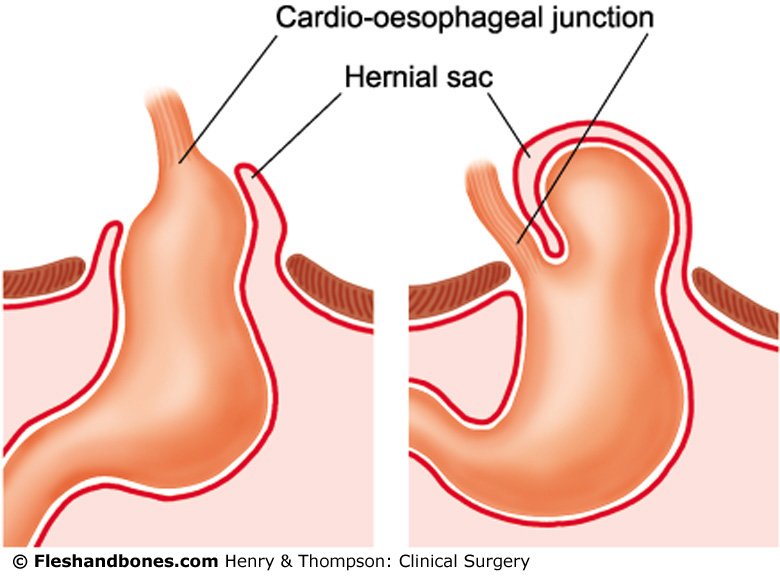 Cardio-oesophageal junction
Hernial sac
© Fleshandbones.com Henry & Thompson: Clinical Surgery